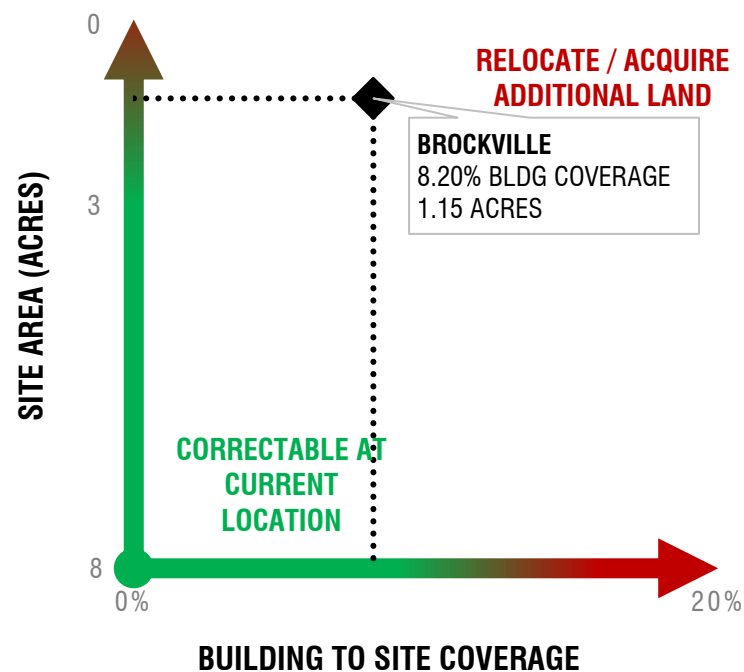 0
RELOCATE / ACQUIRE
ADDITIONAL LAND
BROCKVILLE
8.20% BLDG COVERAGE
1.15 ACRES
3
SITE AREA (ACRES)
CORRECTABLE AT
CURRENT
LOCATION
8
0%
20%
BUILDING TO SITE COVERAGE